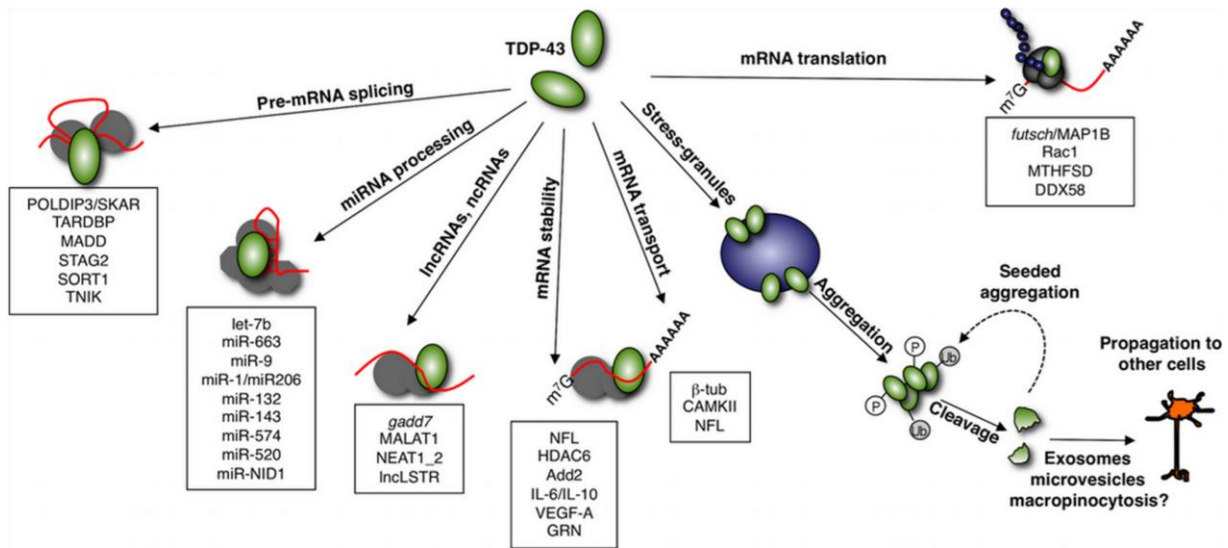 TDP-43
Pre-mRNA splicing
POLDIP3/SKAR
TARDBP
MADD
STAG2
SORT1
TNIK
miRNA processing
let-7b
miR-663
miR-9
miR-1/miR206
miR-132
miR-143
miR-574
miR-520
miR-NID1
lncRNAs, ncRNAs
gadd7
MALAT1
NEAT1_2
lncLSTR
mRNA stability
m⁷G
AAAAAA
NFL
HDAC6
Add2
IL-6/IL-10
VEGF-A
GRN
mRNA transport
β-tub
CAMKII
NFL
Stress-granules
mRNA translation
m⁷G
AAAAAA
futsch/MAP1B
Rac1
MTHFSD
DDX58
Aggregation
Seeded
aggregation
P
Ub
P
Ub
Cleavage
Exosomes
microvesicles
macropinocytosis?
Propagation to
other cells